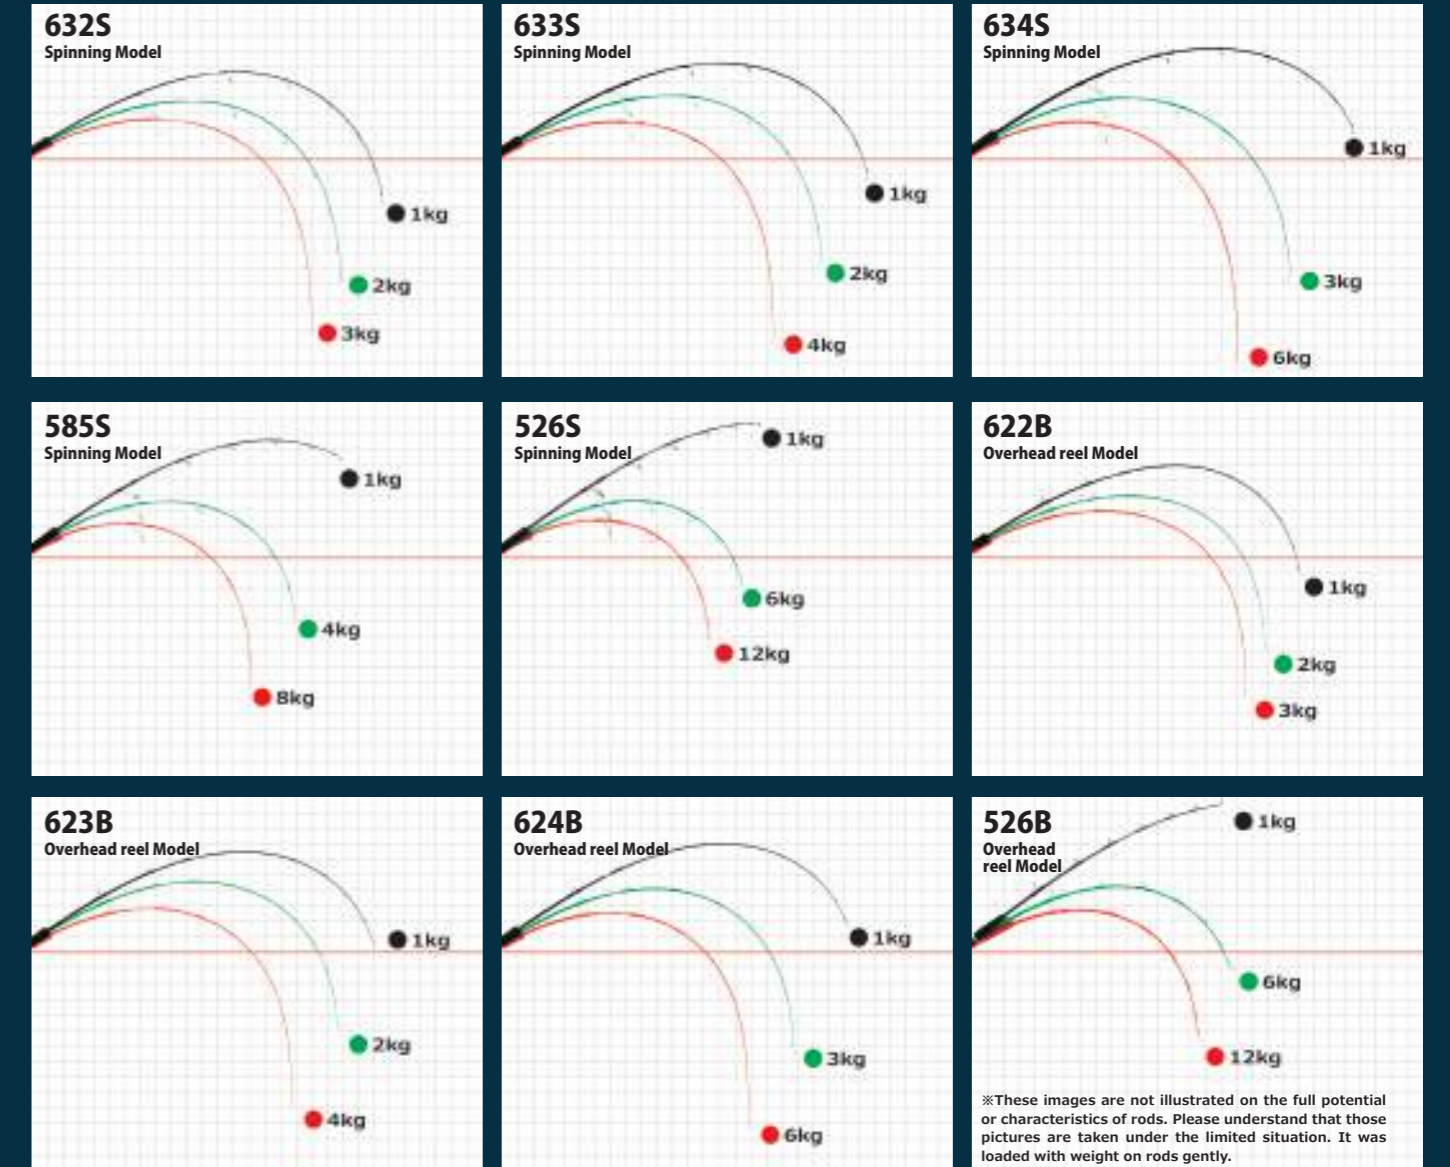 632S
Spinning Model
1kg
2kg
3kg
633S
Spinning Model
1kg
2kg
4kg
634S
Spinning Model
1kg
3kg
6kg
585S
Spinning Model
1kg
4kg
8kg
526S
Spinning Model
1kg
6kg
12kg
622B
Overhead reel Model
1kg
2kg
3kg
623B
Overhead reel Model
1kg
2kg
4kg
624B
Overhead reel Model
1kg
3kg
6kg
526B
Overhead
reel Model
1kg
6kg
12kg
※These images are not illustrated on the full potential
or characteristics of rods. Please understand that those
pictures are taken under the limited situation. It was
loaded with weight on rods gently.